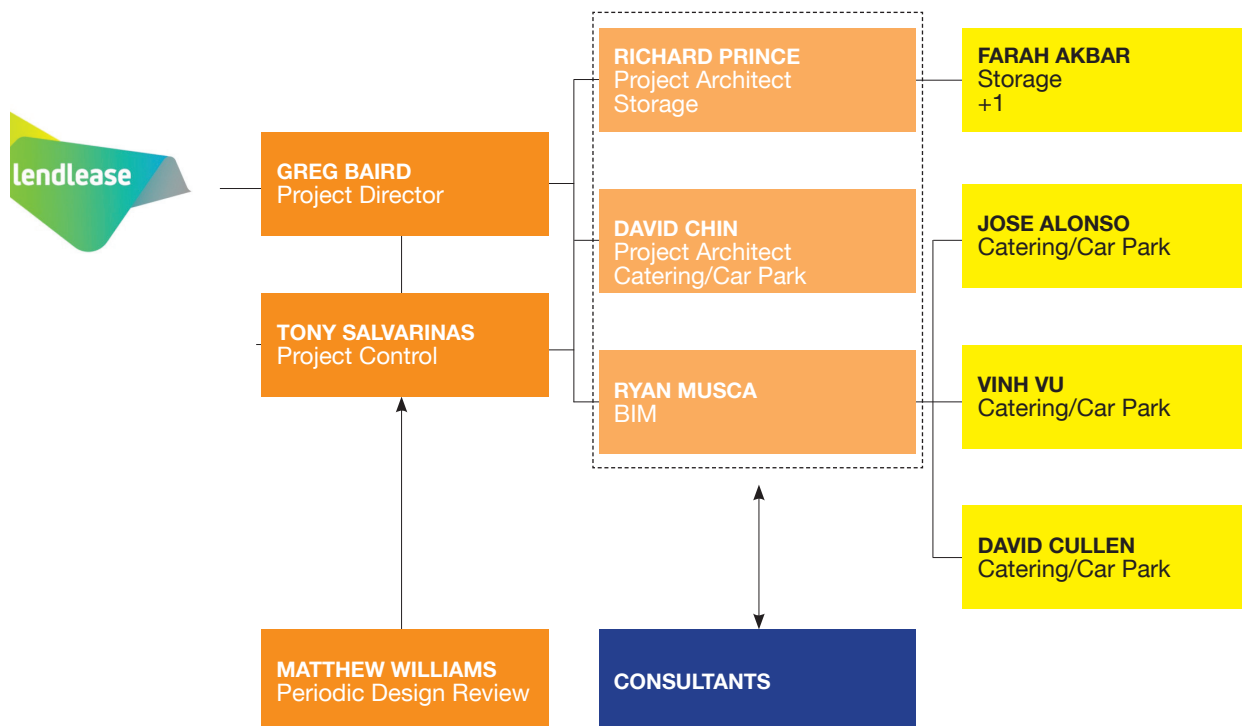 lendlease
GREG BAIRD
Project Director
TONY SALVARINAS
Project Control
MATTHEW WILLIAMS
Periodic Design Review
RICHARD PRINCE
Project Architect
Storage
DAVID CHIN
Project Architect
Catering/Car Park
RYAN MUSCA
BIM
CONSULTANTS
FARAH AKBAR
Storage
+1
JOSE ALONSO
Catering/Car Park
VINH VU
Catering/Car Park
DAVID CULLEN
Catering/Car Park